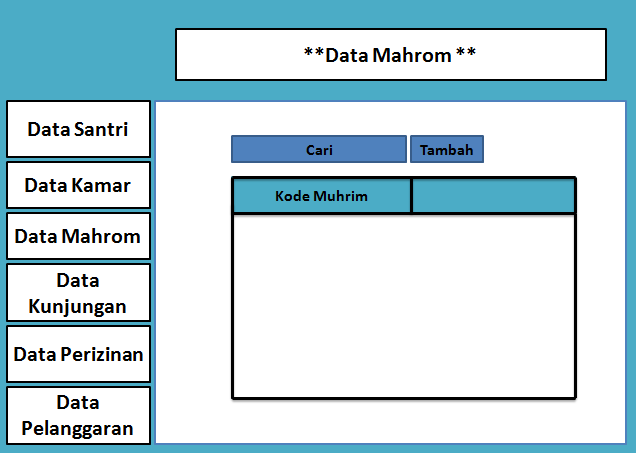 **Data Mahrom **
Data Santri
Data Kamar
Data Mahrom
Data
Kunjungan
Data Perizinan
Data
Pelanggaran
Cari
Tambah
Kode Muhrim